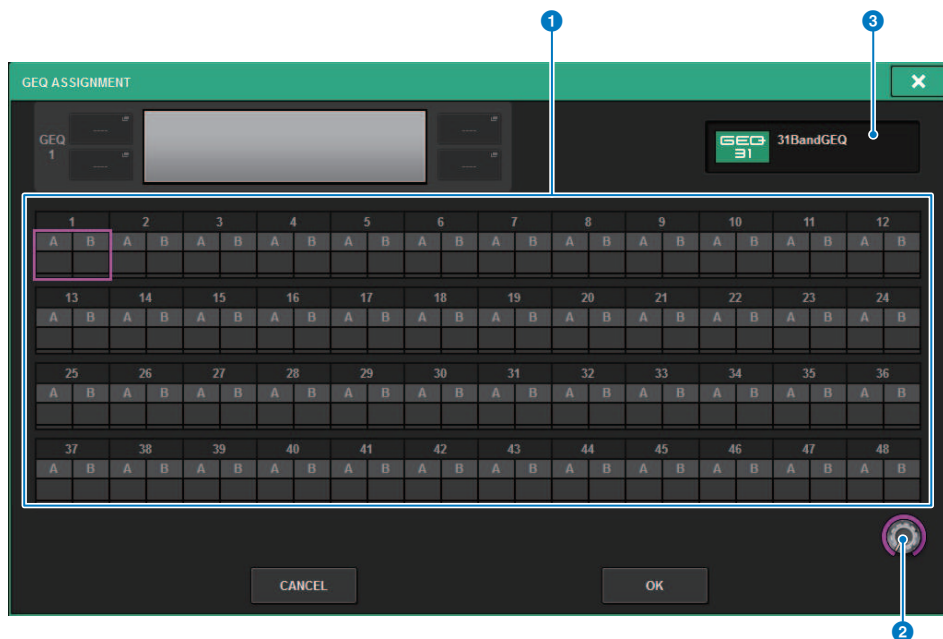 1 3
GEQ ASSIGNMENT
GEQ
1
GEQ
31
31BandGEQ
1 2 3 4 5 6 7 8 9 10 11 12
A B A B A B A B A B A B A B A B A B A B A B A B
13 14 15 16 17 18 19 20 21 22 23 24
A B A B A B A B A B A B A B A B A B A B A B A B
25 26 27 28 29 30 31 32 33 34 35 36
A B A B A B A B A B A B A B A B A B A B A B A B
37 38 39 40 41 42 43 44 45 46 47 48
A B A B A B A B A B A B A B A B A B A B A B A B
CANCEL OK
2